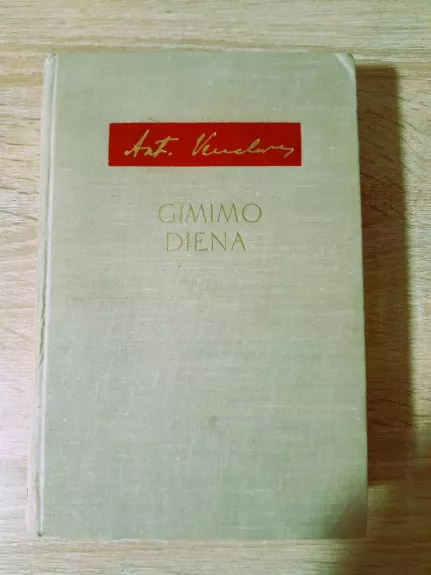 Ant. Venclova
GIMIMO
DIENA